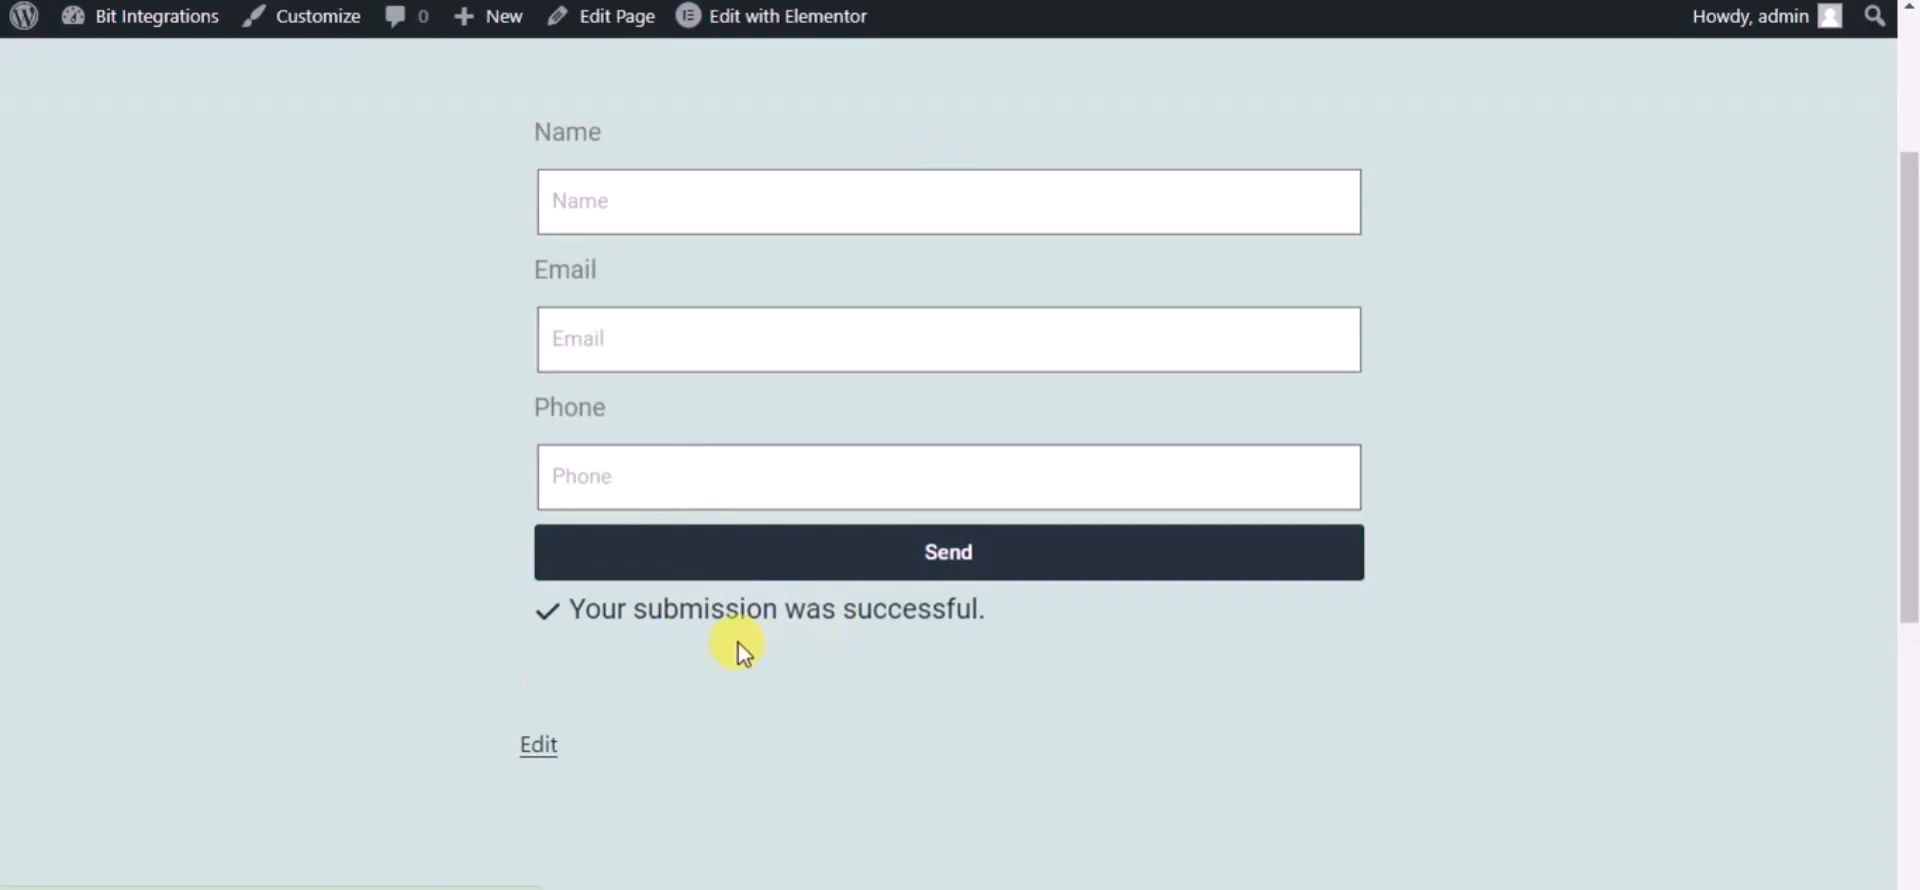 Bit Integrations Customize 0 New Edit Page Edit with Elementor Howdy, admin
Name
Name
Email
Email
Phone
Phone
Send
Your submission was successful.
Edit